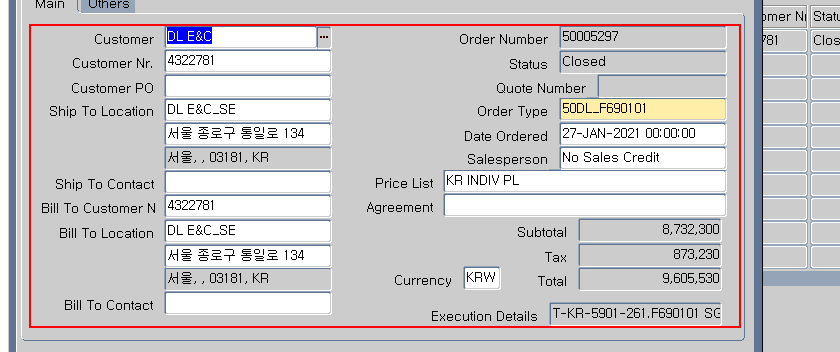 Main Others
Customer DL E&C ... Order Number 50005297
Customer Nr. 4322781 Status Closed
Customer PO Quote Number
Ship To Location DL E&C_SE Order Type 50DL_F690101
서울 종로구 통일로 134 Date Ordered 27-JAN-2021 00:00:00
서울, , 03181, KR Salesperson No Sales Credit
Ship To Contact Price List KR INDIV PL
Bill To Customer N 4322781 Agreement
Bill To Location DL E&C_SE Subtotal 8,732,300
서울 종로구 통일로 134 Tax 873,230
서울, , 03181, KR Currency KRW Total 9,605,530
Bill To Contact Execution Details T-KR-5901-261.F690101 SG
omer Statu
781 Clos